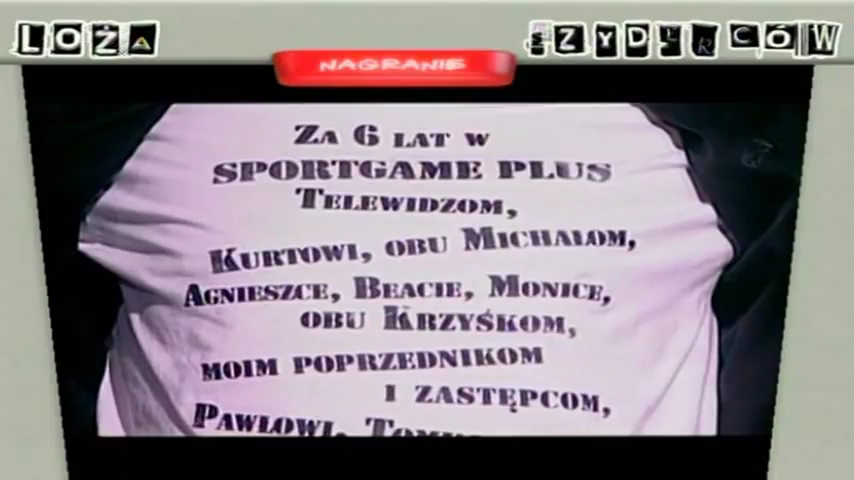 LOŻA
SZYDERCÓW
NAGRANIE
ZA 6 LAT W
SPORTGAME PLUS
TELEWIDZOM,
KURTOWI, OBU MICHAŁOM,
AGNIESZCE, BEACIE, MONICE,
OBU KRZYŚKOM,
MOIM POPRZEDNIKOM
I ZASTĘPCOM,
PAWŁOWI,